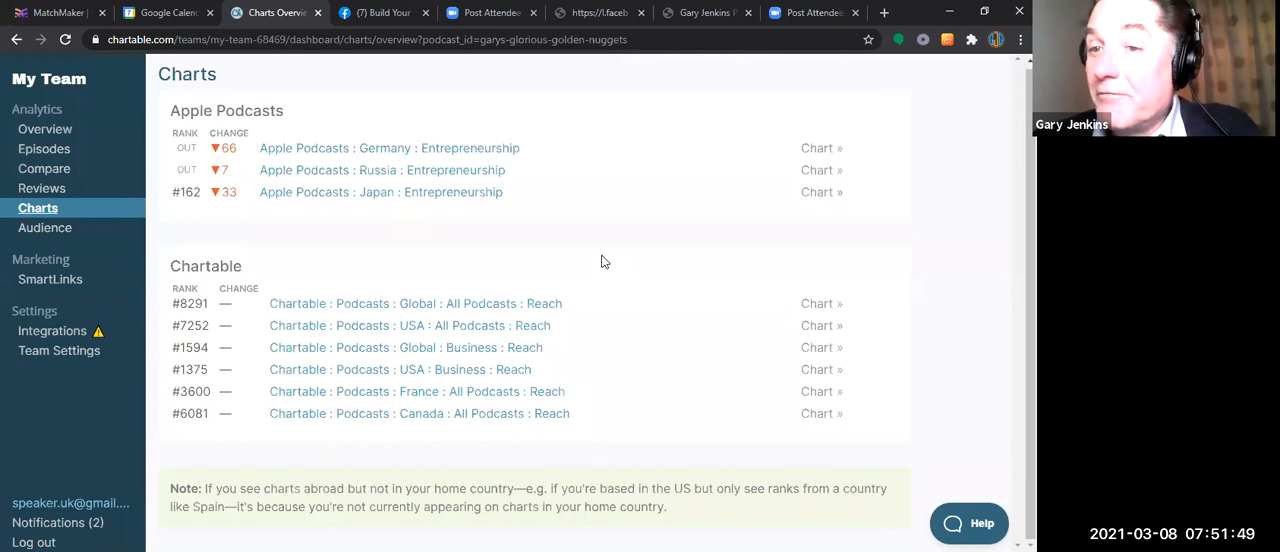 MatchMaker |
Google Calen
Charts Overvie
(7) Build Your
Post Attende
https://l.faceb
Gary Jenkins P
Post Attende
chartable.com/teams/my-team-68469/dashboard/charts/overview?podcast_id=garys-glorious-golden-nuggets
My Team
Analytics
Overview
Episodes
Compare
Reviews
Charts
Audience
Marketing
SmartLinks
Settings
Integrations
Team Settings
speaker.uk@gmail....
Notifications (2)
Log out
Charts
Apple Podcasts
RANK CHANGE
OUT ▼66 Apple Podcasts : Germany : Entrepreneurship Chart »
OUT ▼7 Apple Podcasts : Russia : Entrepreneurship Chart »
#162 ▼33 Apple Podcasts : Japan : Entrepreneurship Chart »
Chartable
RANK CHANGE
#8291 — Chartable : Podcasts : Global : All Podcasts : Reach Chart »
#7252 — Chartable : Podcasts : USA : All Podcasts : Reach Chart »
#1594 — Chartable : Podcasts : Global : Business : Reach Chart »
#1375 — Chartable : Podcasts : USA : Business : Reach Chart »
#3600 — Chartable : Podcasts : France : All Podcasts : Reach Chart »
#6081 — Chartable : Podcasts : Canada : All Podcasts : Reach Chart »
Note: If you see charts abroad but not in your home country—e.g. if you're based in the US but only see ranks from a country
like Spain—it's because you're not currently appearing on charts in your home country.
Help
Gary Jenkins
2021-03-08 07:51:49